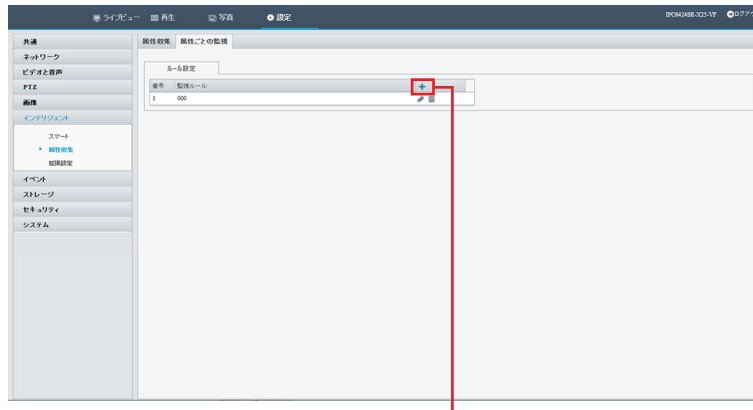 ライブビュー 再生 写真 設定 IPC6424SR-X25-VF ログアウ
共通
ネットワーク
ビデオと音声
PTZ
画像
インテリジェント
スマート
属性収集
拡張設定
イベント
ストレージ
セキュリティ
システム
属性収集 属性ごとの監視
ルール設定
番号 監視ルール
1 000